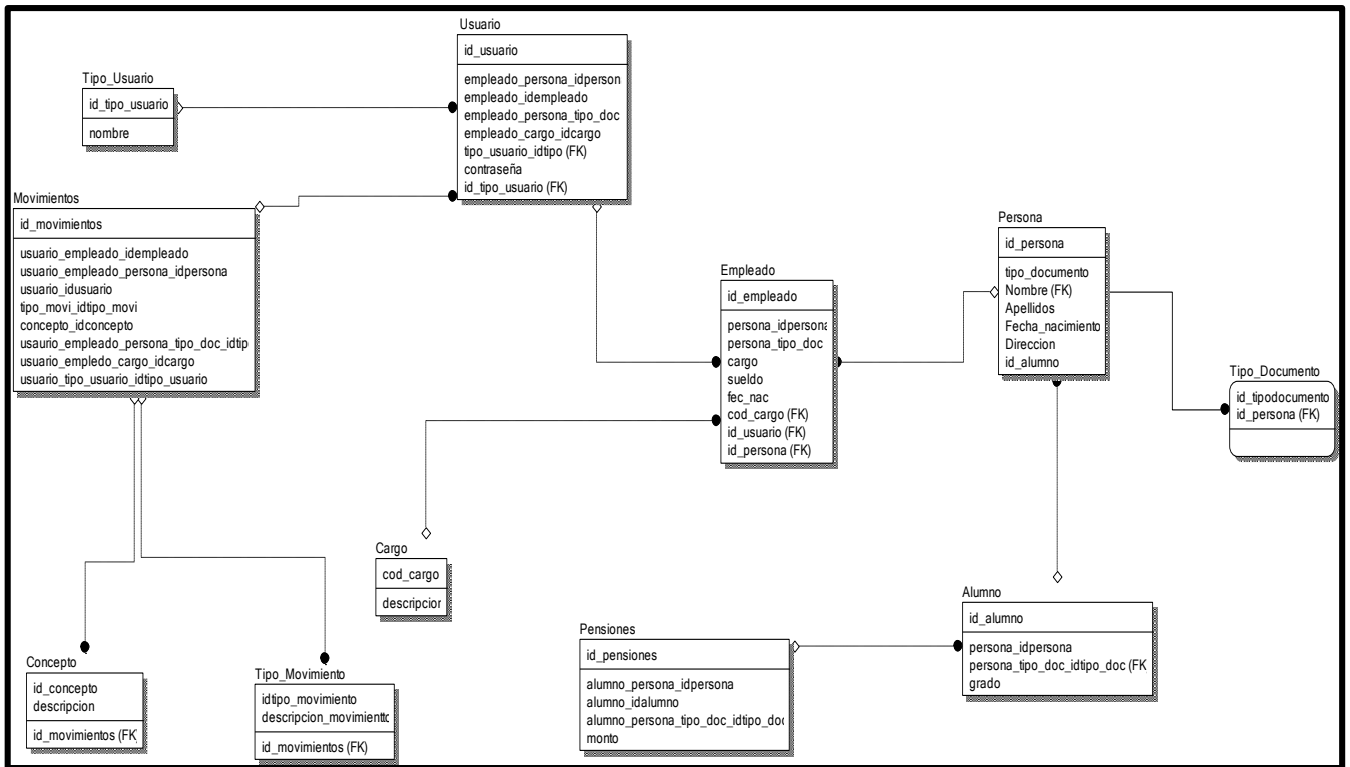 Usuario
id_usuario
empleado_persona_idperson
empleado_idempleado
empleado_persona_tipo_doc
empleado_cargo_idcargo
tipo_usuario_idtipo (FK)
contraseña
id_tipo_usuario (FK)
Tipo_Usuario
id_tipo_usuario
nombre
Movimientos
id_movimientos
usuario_empleado_idempleado
usuario_empleado_persona_idpersona
usuario_idusuario
tipo_movi_idtipo_movi
concepto_idconcepto
usaurio_empleado_persona_tipo_doc_idtip
usuario_empledo_cargo_idcargo
usuario_tipo_usuario_idtipo_usuario
Persona
id_persona
tipo_documento
Nombre (FK)
Apellidos
Fecha_nacimiento
Direccion
id_alumno
Empleado
id_empleado
persona_idpersona
persona_tipo_doc
cargo
sueldo
fec_nac
cod_cargo (FK)
id_usuario (FK)
id_persona (FK)
Tipo_Documento
id_tipodocumento
id_persona (FK)
Cargo
cod_cargo
descripcior
Alumno
id_alumno
persona_idpersona
persona_tipo_doc_idtipo_doc (FK
grado
Pensiones
id_pensiones
alumno_persona_idpersona
alumno_idalumno
alumno_persona_tipo_doc_idtipo_doc
monto
Concepto
id_concepto
descripcion
id_movimientos (FK)
Tipo_Movimiento
idtipo_movimiento
descripcion_movimientto
id_movimientos (FK)